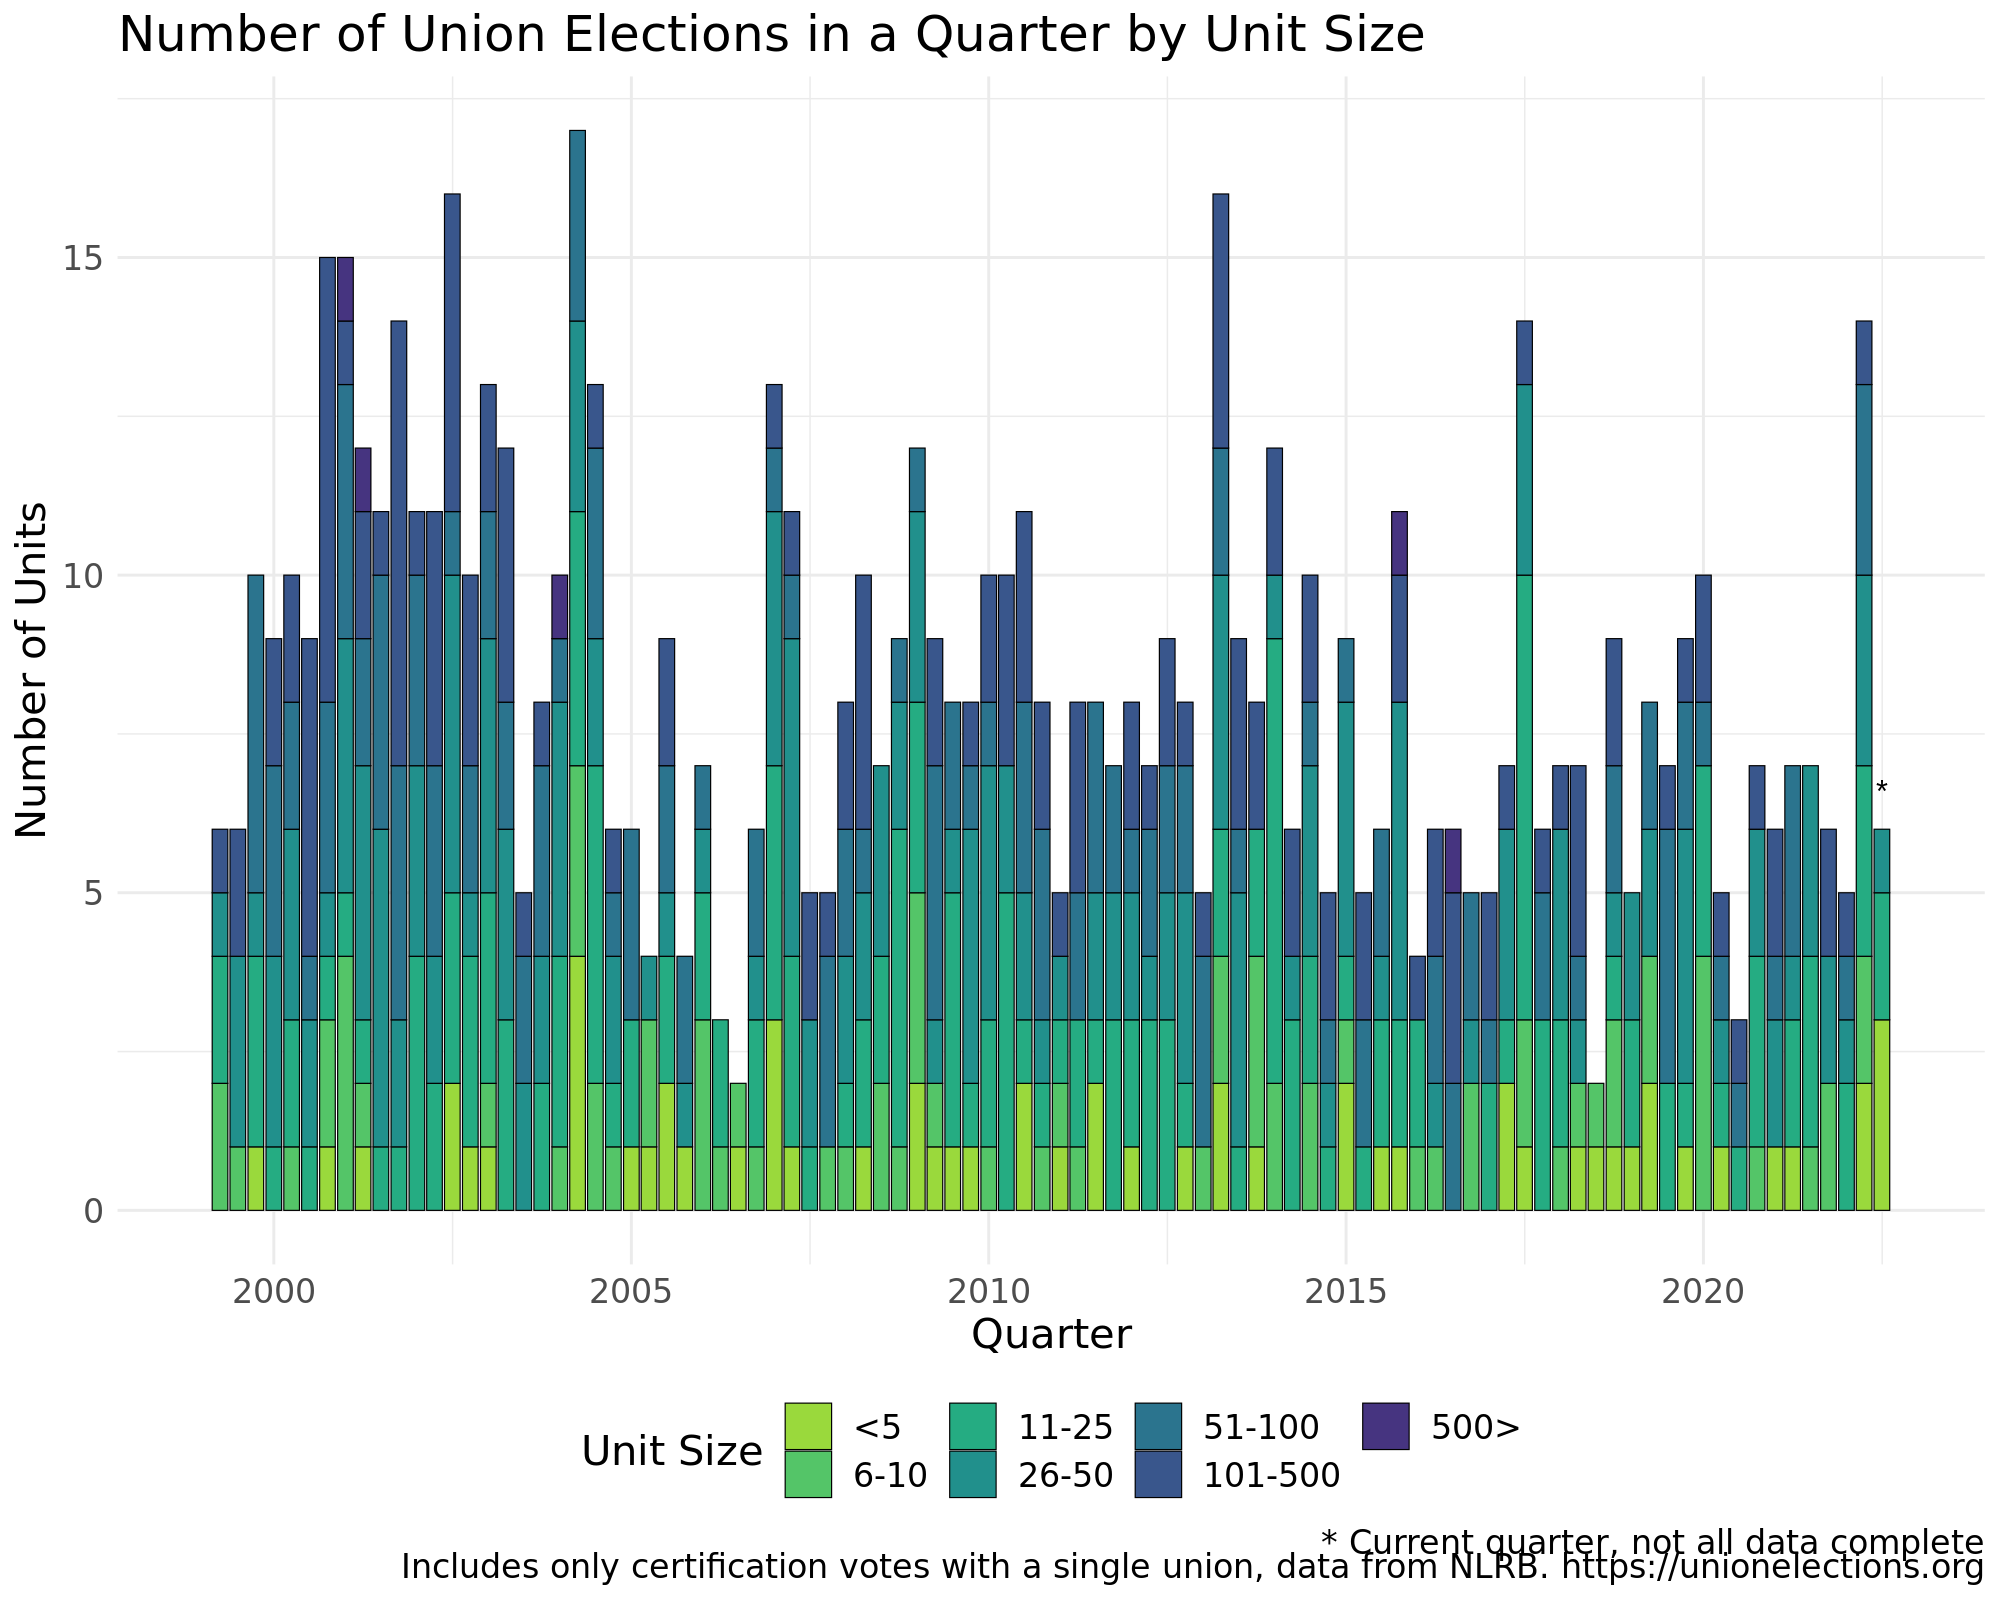 Number of Union Elections in a Quarter by Unit Size
Number of Units
15
10
5
0
*
2000 2005 2010 2015 2020
Quarter
Unit Size
<5 11-25 51-100 500>
6-10 26-50 101-500
* Current quarter, not all data complete
Includes only certification votes with a single union, data from NLRB. https://unionelections.org